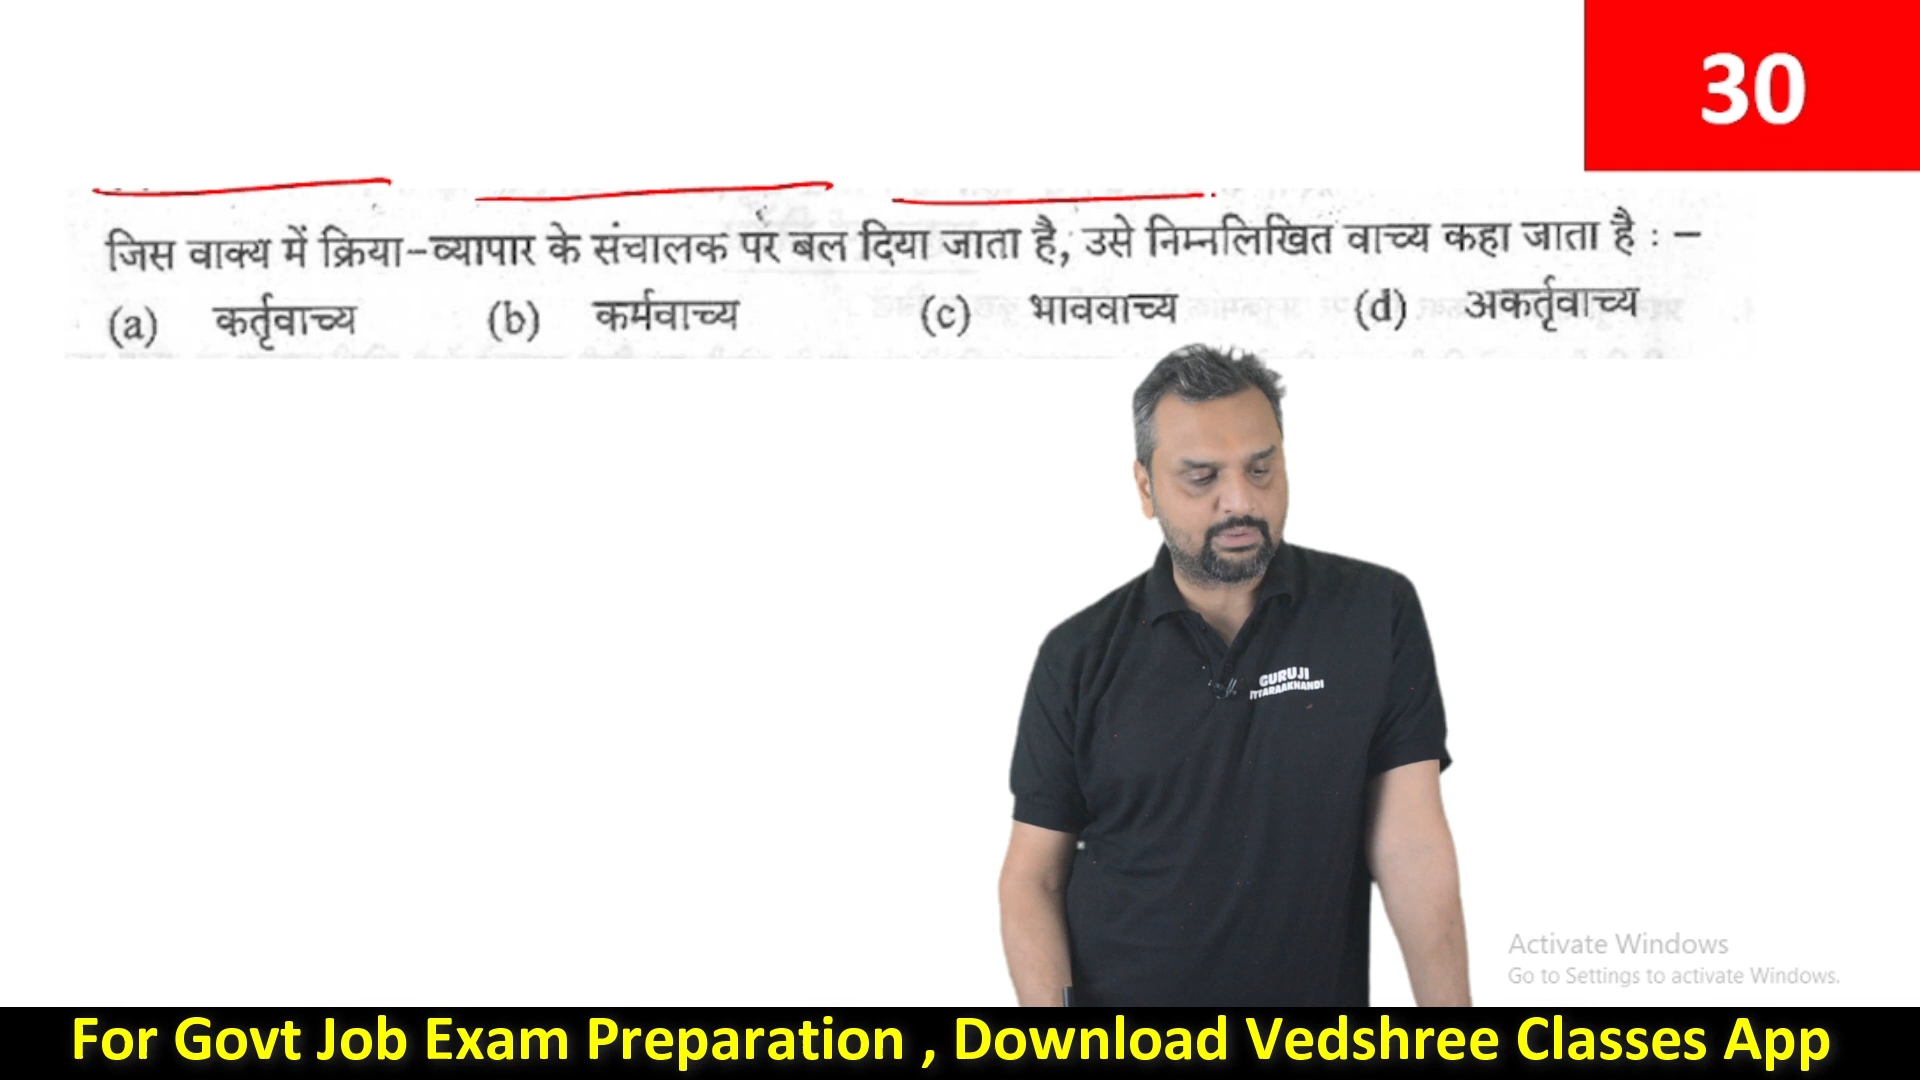 30
जिस वाक्य में क्रिया-व्यापार के संचालक पर बल दिया जाता है, उसे निम्नलिखित वाच्य कहा जाता है : –
(a) कर्तृवाच्य (b) कर्मवाच्य (c) भाववाच्य (d) अकर्तृवाच्य
GURUJI
UTTARAAKHANDI
Activate Windows
Go to Settings to activate Windows.
For Govt Job Exam Preparation , Download Vedshree Classes App